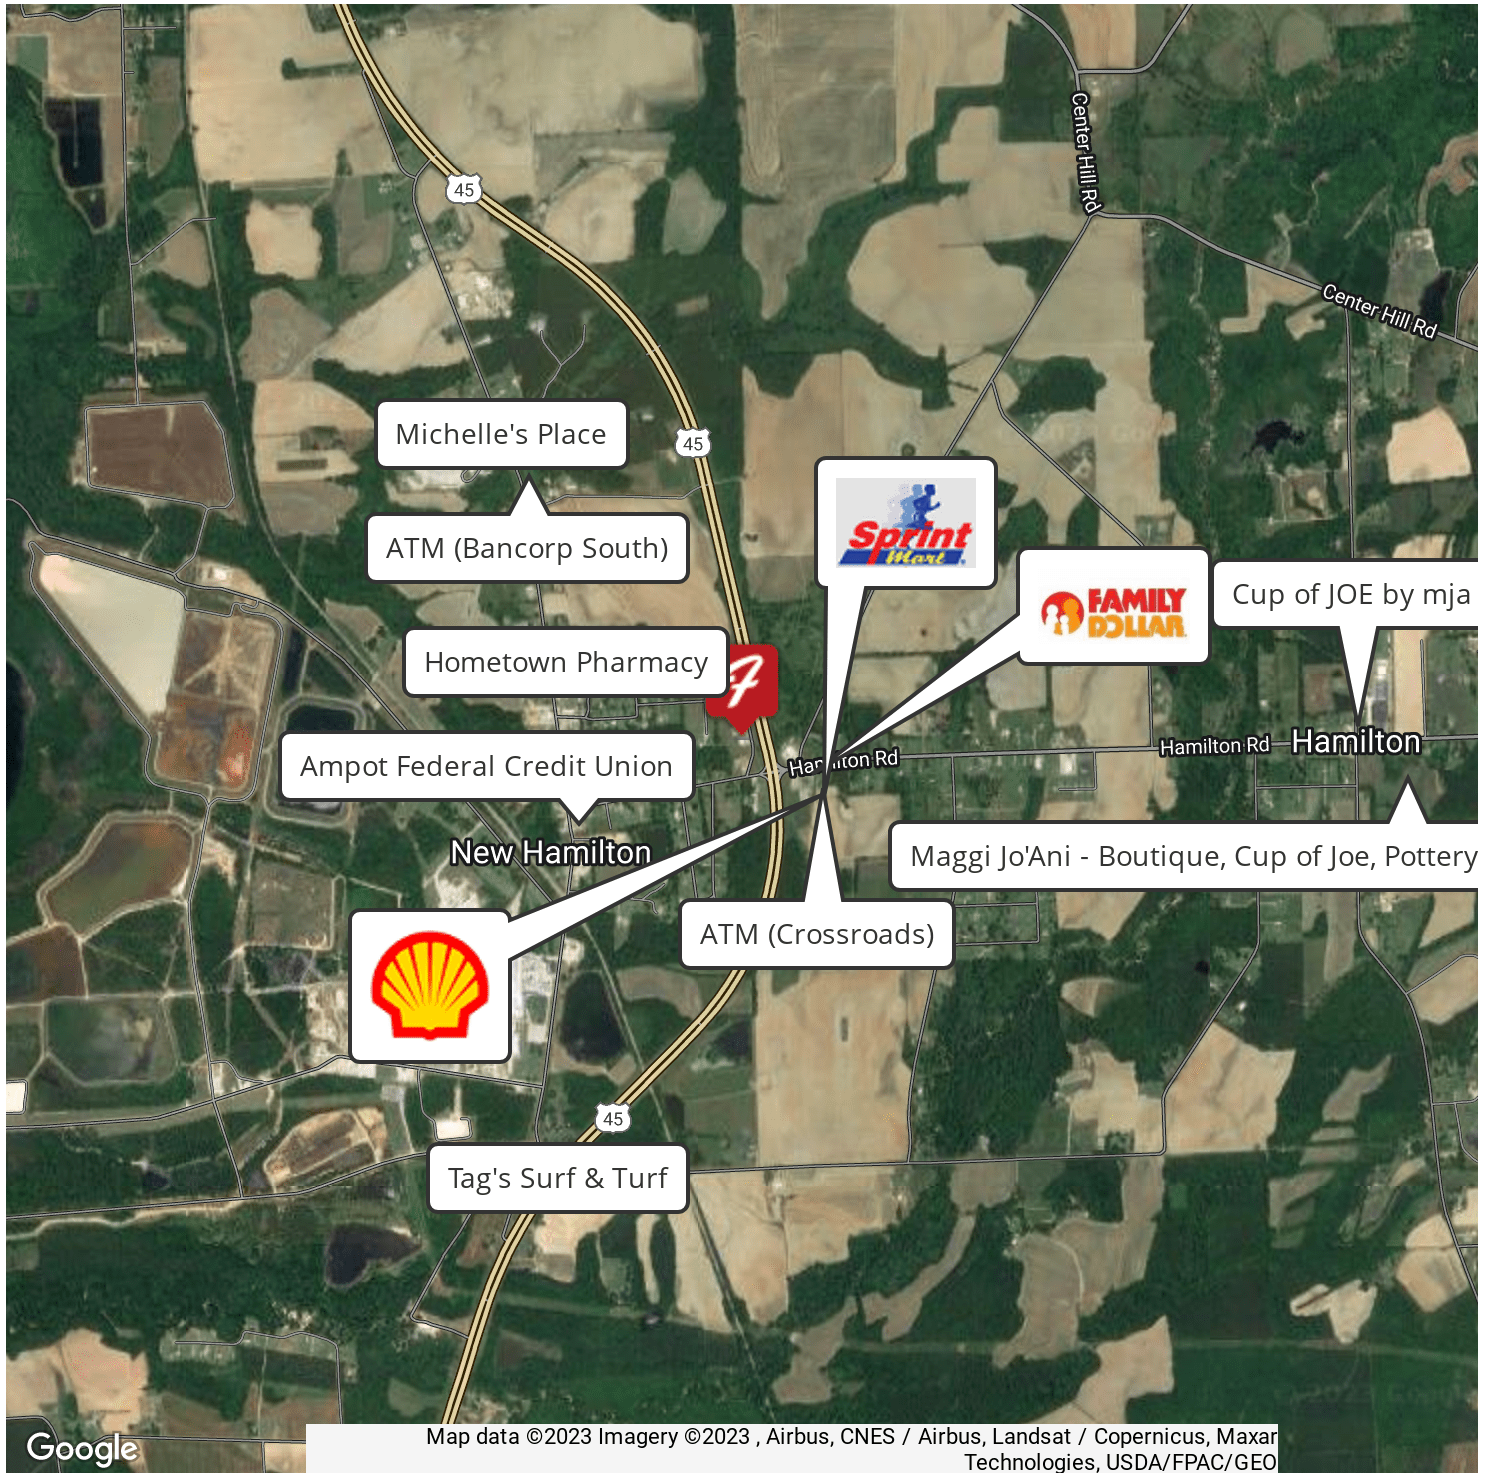 45
Center Hill Rd
Center Hill Rd
Michelle's Place
45
Sprint
Mart
ATM (Bancorp South)
FAMILY
DOLLAR
Cup of JOE by mja
Hometown Pharmacy
Hamilton Rd
Hamilton
Hamilton Rd
Ampot Federal Credit Union
New Hamilton
Maggi Jo'Ani - Boutique, Cup of Joe, Pottery
ATM (Crossroads)
45
Tag's Surf & Turf
Google
Map data ©2023 Imagery ©2023 , Airbus, CNES / Airbus, Landsat / Copernicus, Maxar
Technologies, USDA/FPAC/GEO